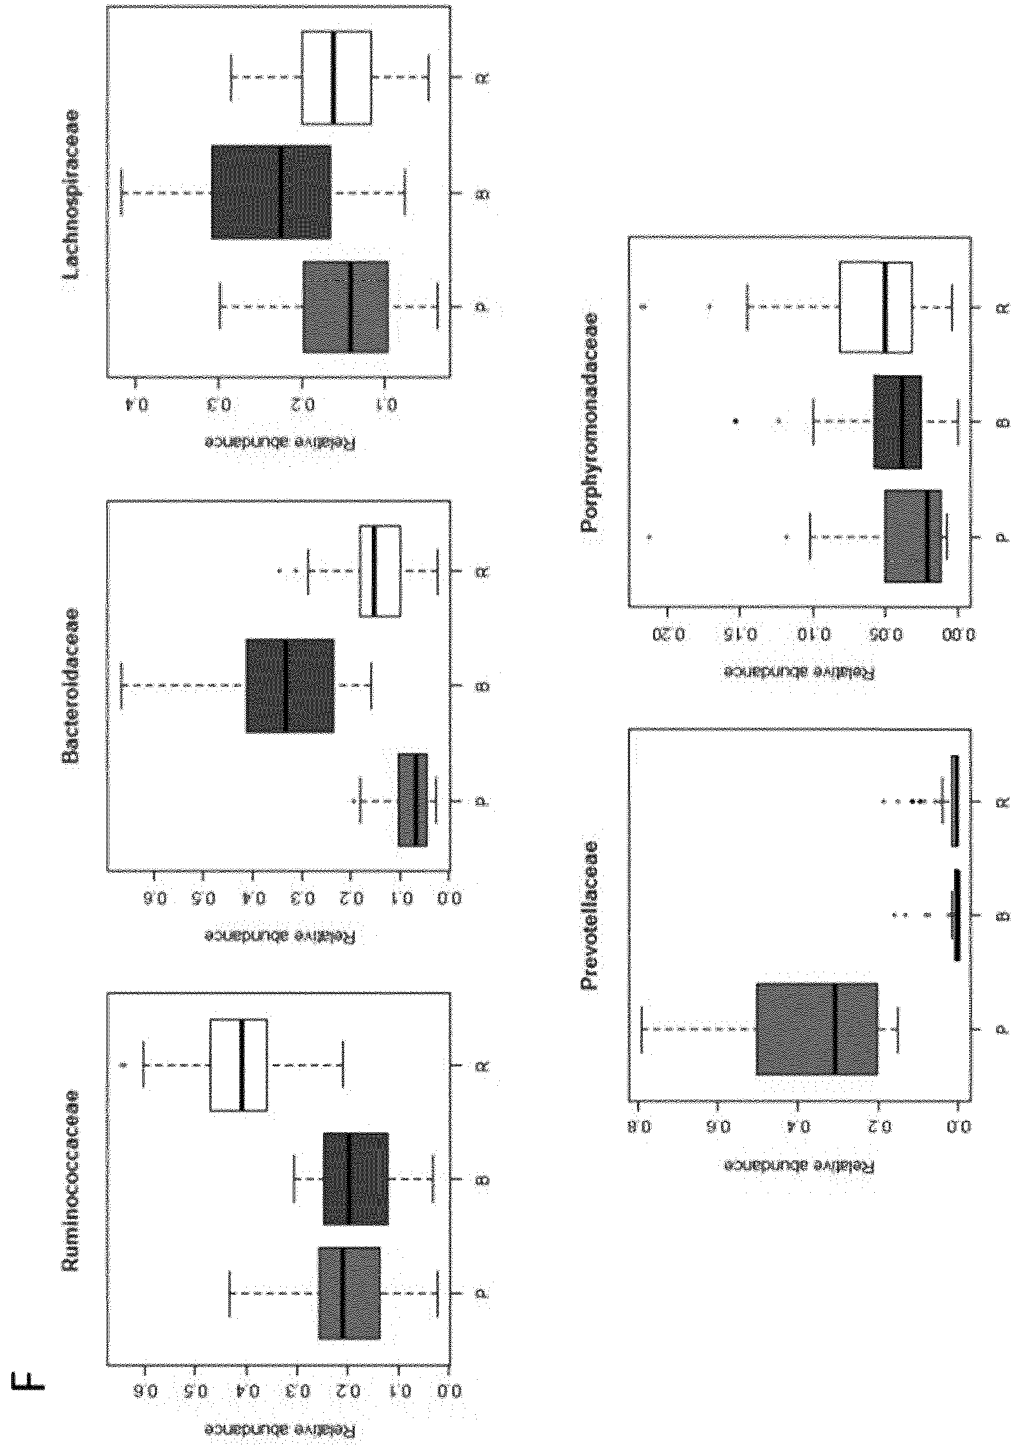 F
Ruminococcaceae
Relative abundance
0.0 0.1 0.2 0.3 0.4 0.5 0.6
P B R
Bacteroidaceae
Relative abundance
0.0 0.1 0.2 0.3 0.4 0.5 0.6
P B R
Lachnospiraceae
Relative abundance
0.1 0.2 0.3 0.4
P B R
Prevotellaceae
Relative abundance
0.0 0.2 0.4 0.6 0.8
P B R
Porphyromonadaceae
Relative abundance
0.00 0.05 0.10 0.15 0.20
P B R